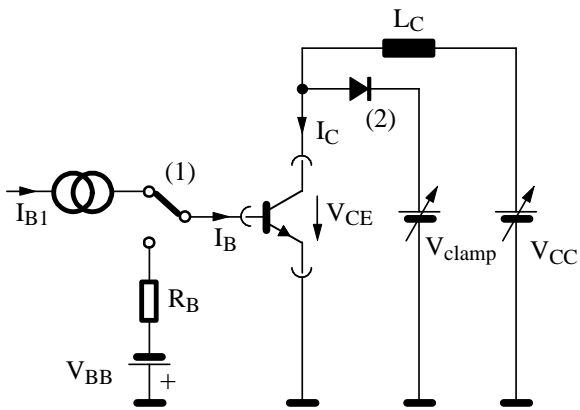 L_C
(2)
I_C
(1)
I_B1
I_B
V_CE
V_clamp
V_CC
R_B
V_BB
+